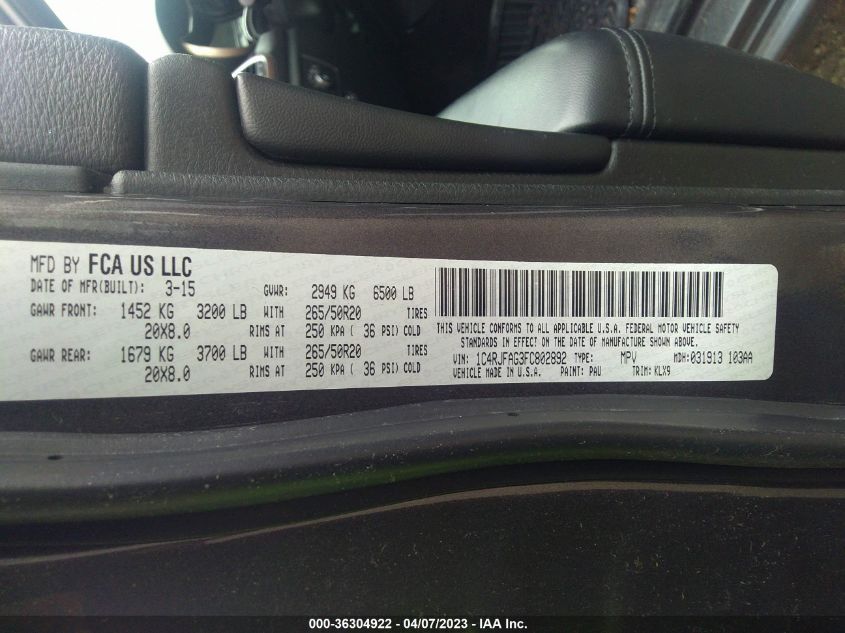 MFD BY FCA US LLC
DATE OF MFR(BUILT): 3-15 GVWR: 2949 KG 6500 LB
GAWR FRONT: 1452 KG 3200 LB WITH 265/50R20 TIRES
20X8.0 RIMS AT 250 KPA ( 36 PSI) COLD
GAWR REAR: 1679 KG 3700 LB WITH 265/50R20 TIRES
20X8.0 RIMS AT 250 KPA ( 36 PSI) COLD
THIS VEHICLE CONFORMS TO ALL APPLICABLE U.S.A. FEDERAL MOTOR VEHICLE SAFETY
STANDARDS IN EFFECT ON THE DATE OF MANUFACTURE SHOWN ABOVE.
VIN: 1C4RJFAG3FC802892 TYPE: MPV MDH: 031913 103AA
VEHICLE MADE IN U.S.A. PAINT: PAU TRIM: KLX9
000-36304922 - 04/07/2023 - IAA Inc.